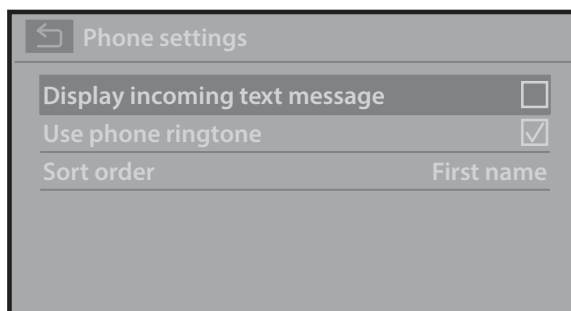 Phone settings
Display incoming text message
Use phone ringtone
Sort order First name